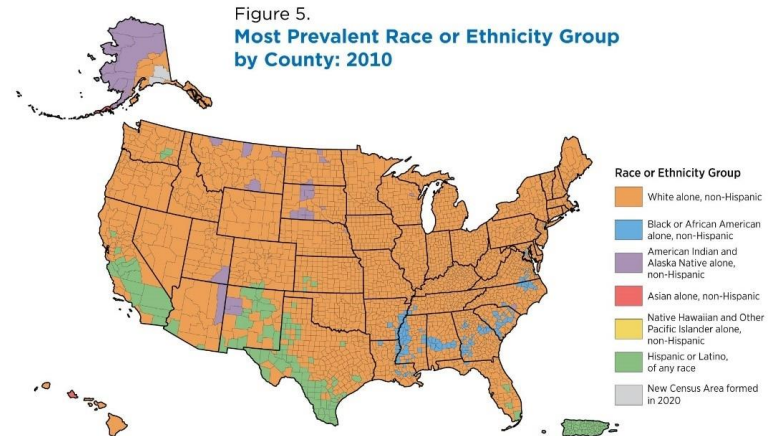 Figure 5.
Most Prevalent Race or Ethnicity Group
by County: 2010
Race or Ethnicity Group
White alone, non-Hispanic
Black or African American
alone, non-Hispanic
American Indian and
Alaska Native alone,
non-Hispanic
Asian alone, non-Hispanic
Native Hawaiian and Other
Pacific Islander alone,
non-Hispanic
Hispanic or Latino,
of any race
New Census Area formed
in 2020